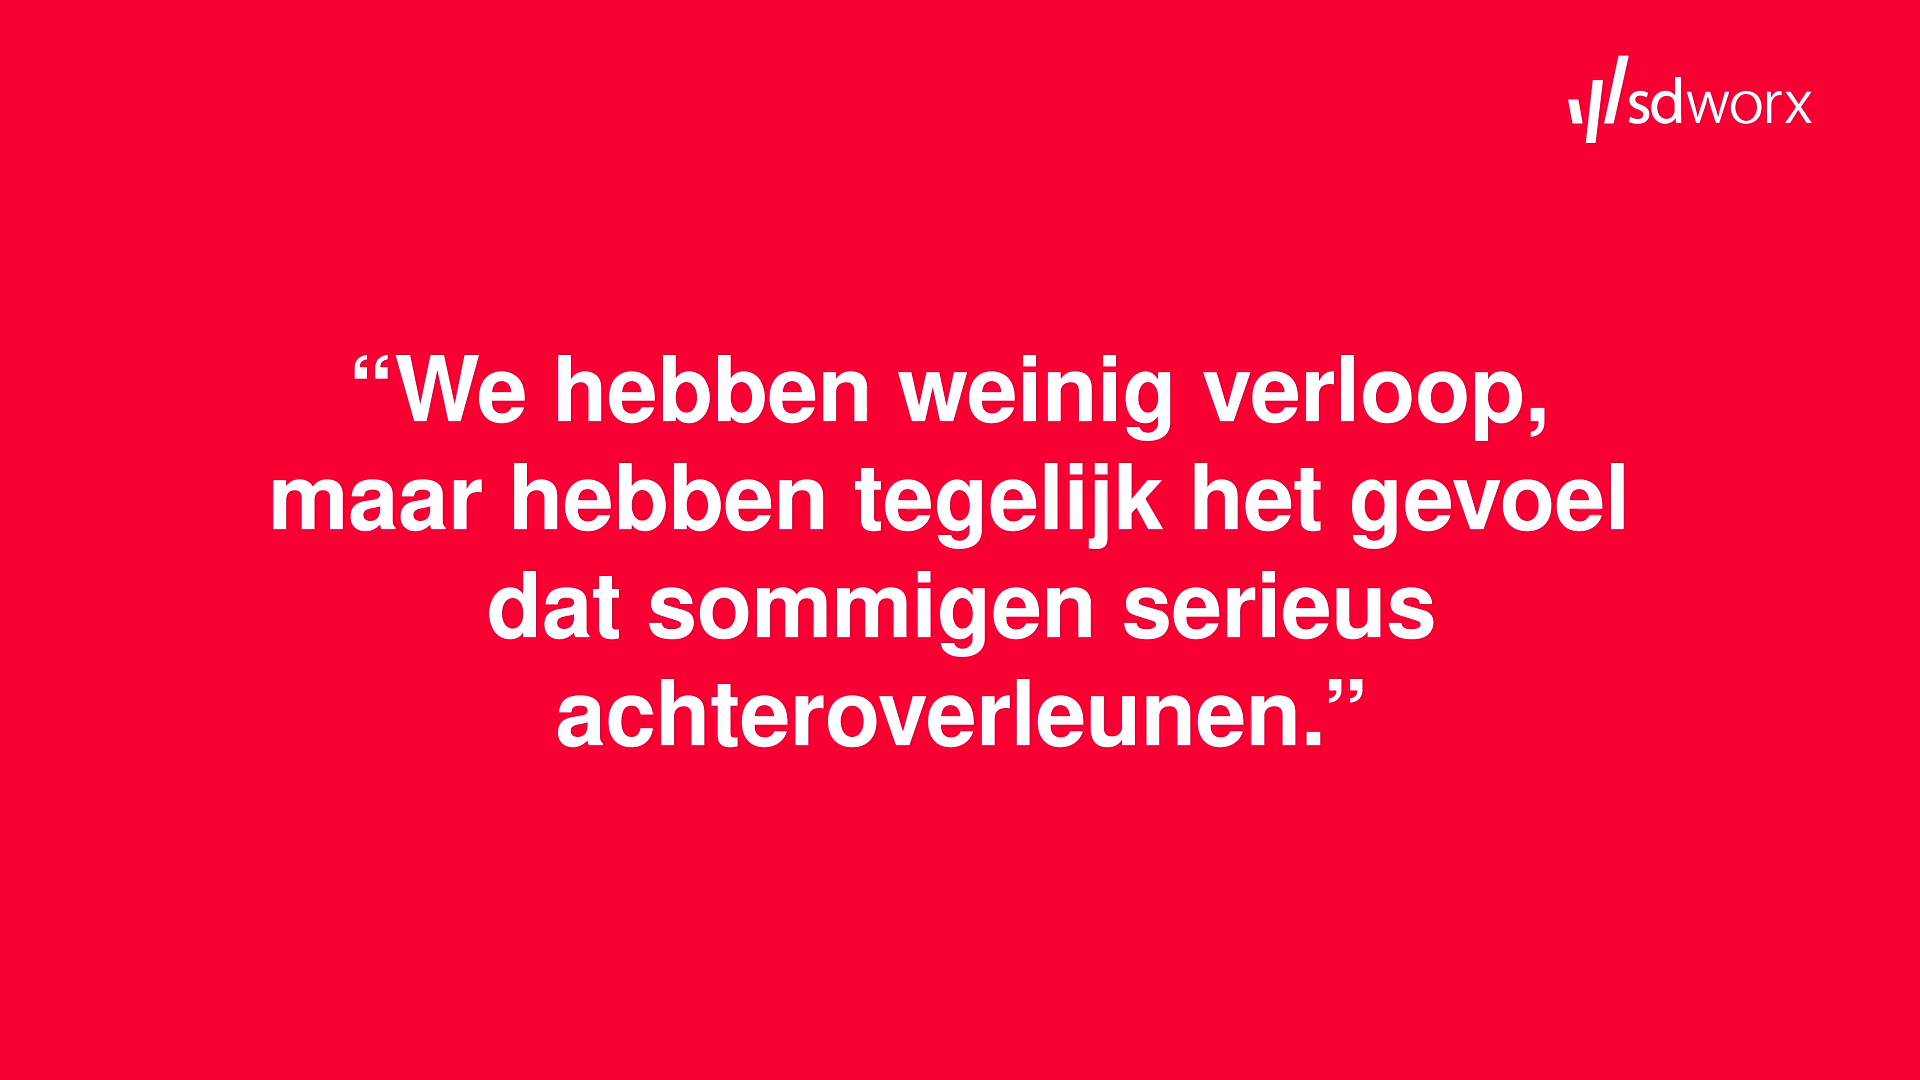 sdworx
“We hebben weinig verloop,
maar hebben tegelijk het gevoel
dat sommigen serieus
achteroverleunen.”